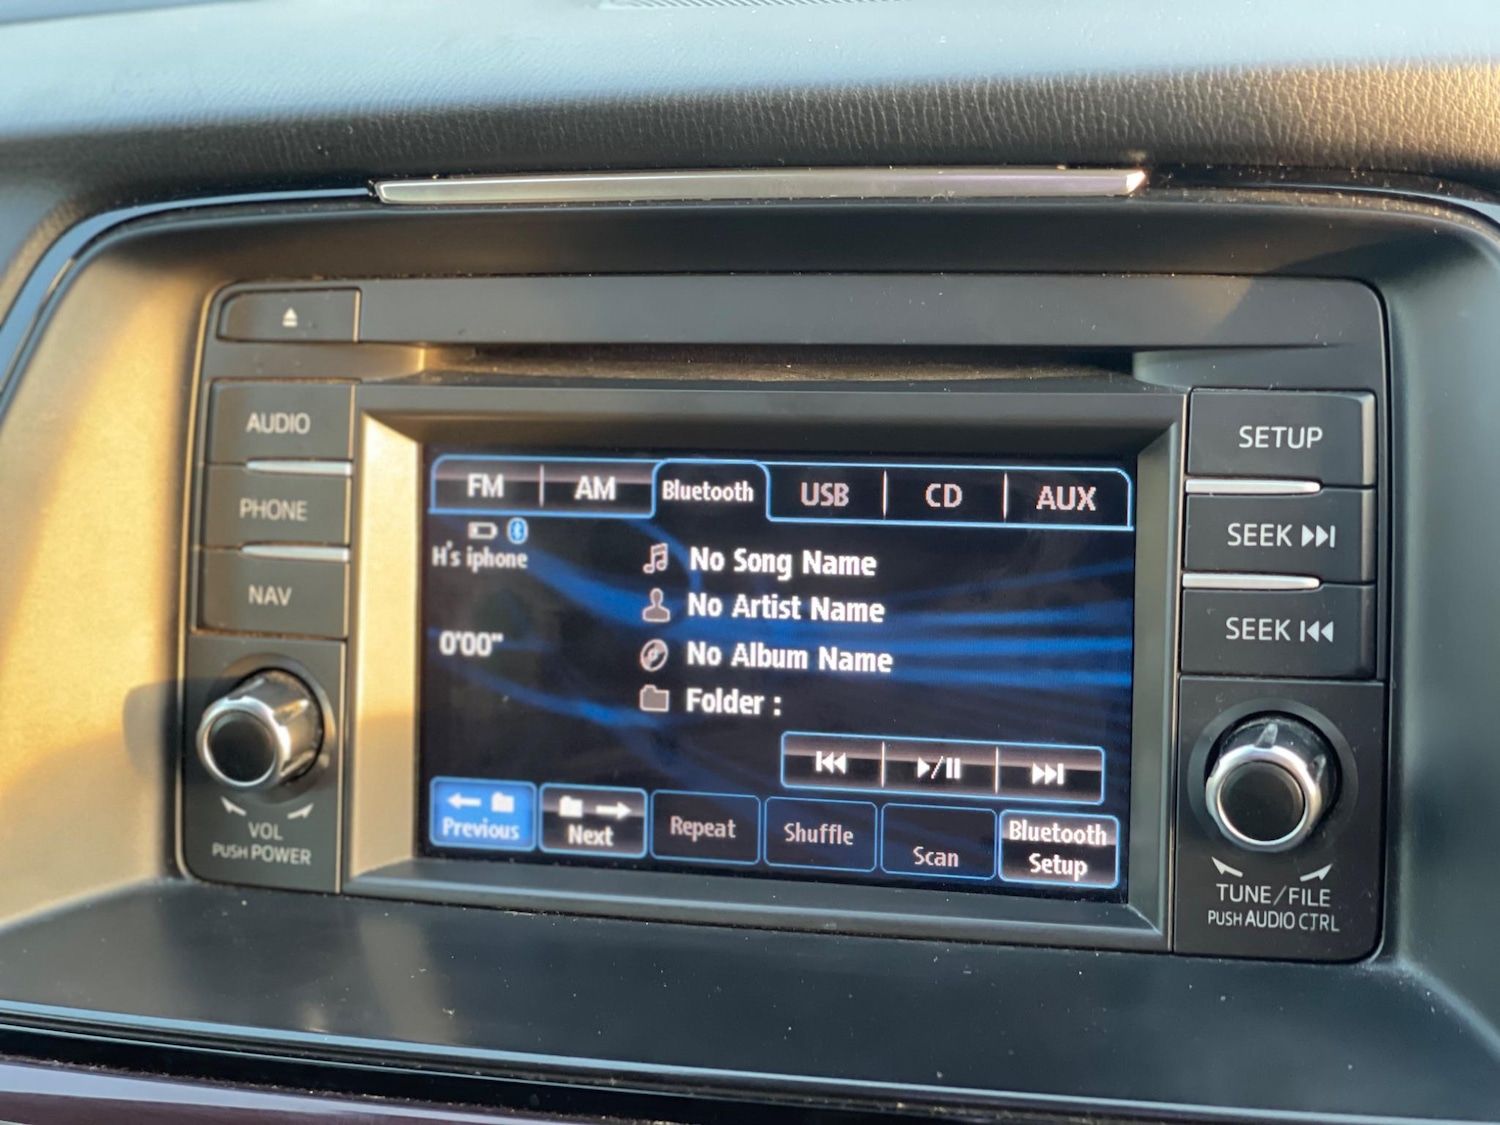 AUDIO
PHONE
NAV
VOL
PUSH POWER
FM AM Bluetooth USB CD AUX
H's iphone
0'00"
No Song Name
No Artist Name
No Album Name
Folder :
Previous Next Repeat Shuffle Scan Bluetooth
Setup
SETUP
SEEK
SEEK
TUNE/FILE
PUSH AUDIO CTRL